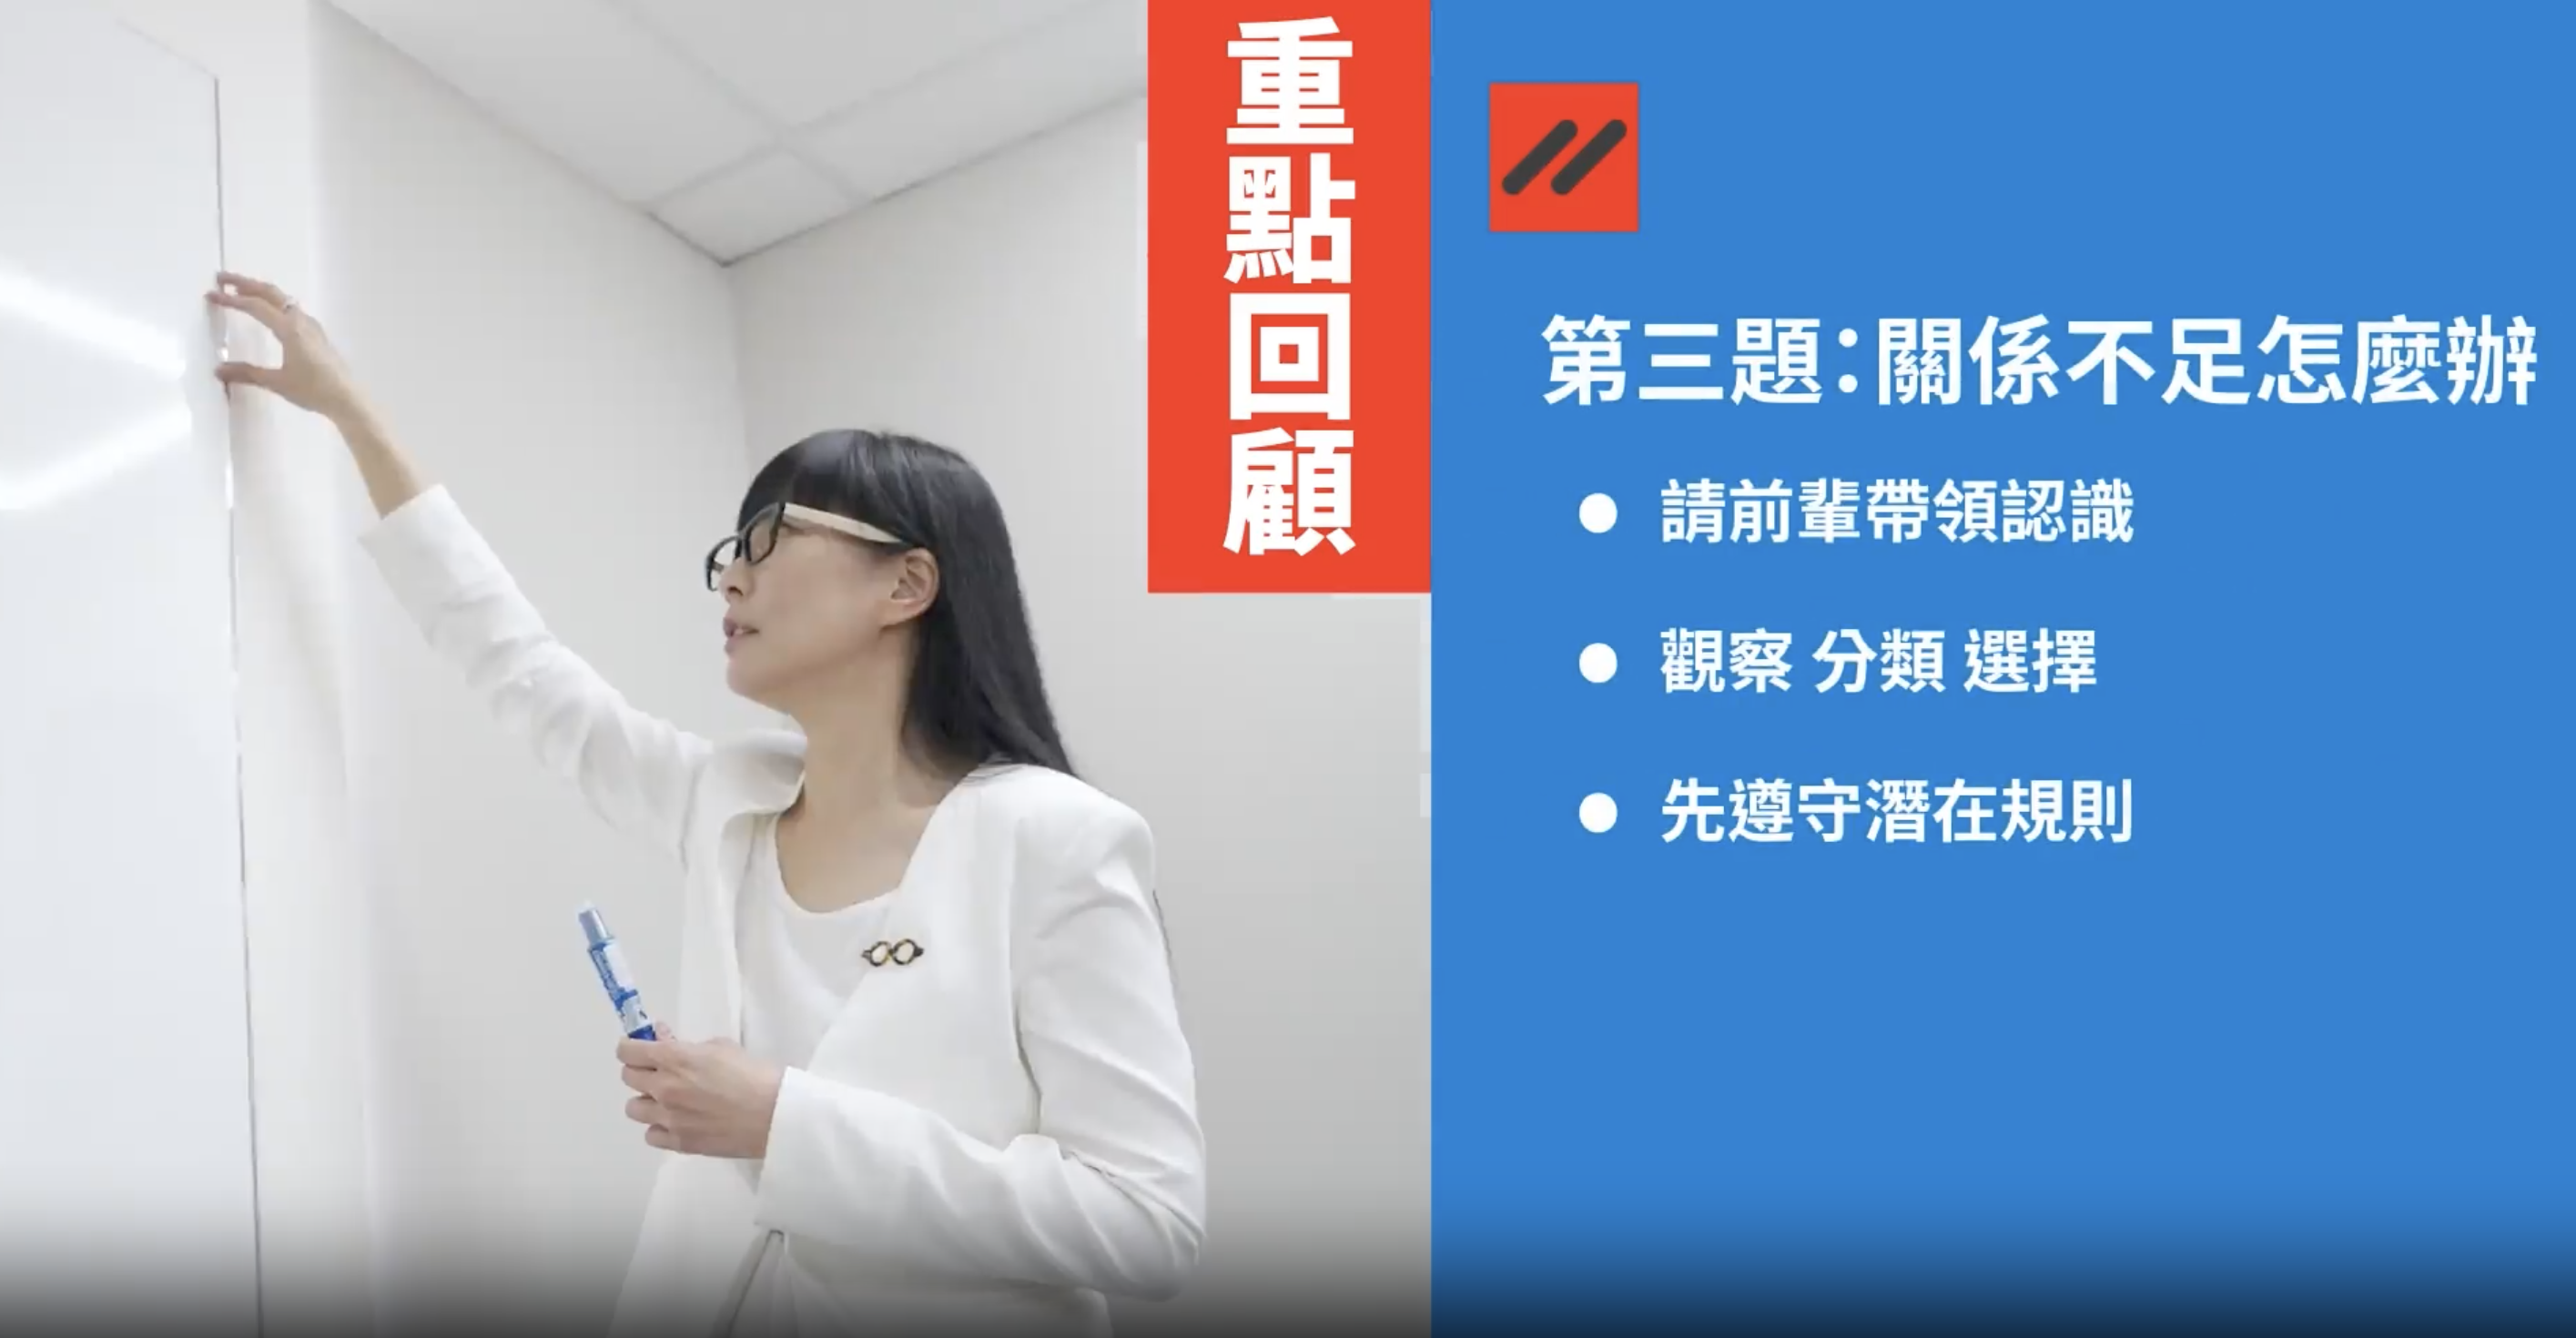 重點回顧
第三題：關係不足怎麼辦
請前輩帶領認識
觀察 分類 選擇
先遵守潛在規則